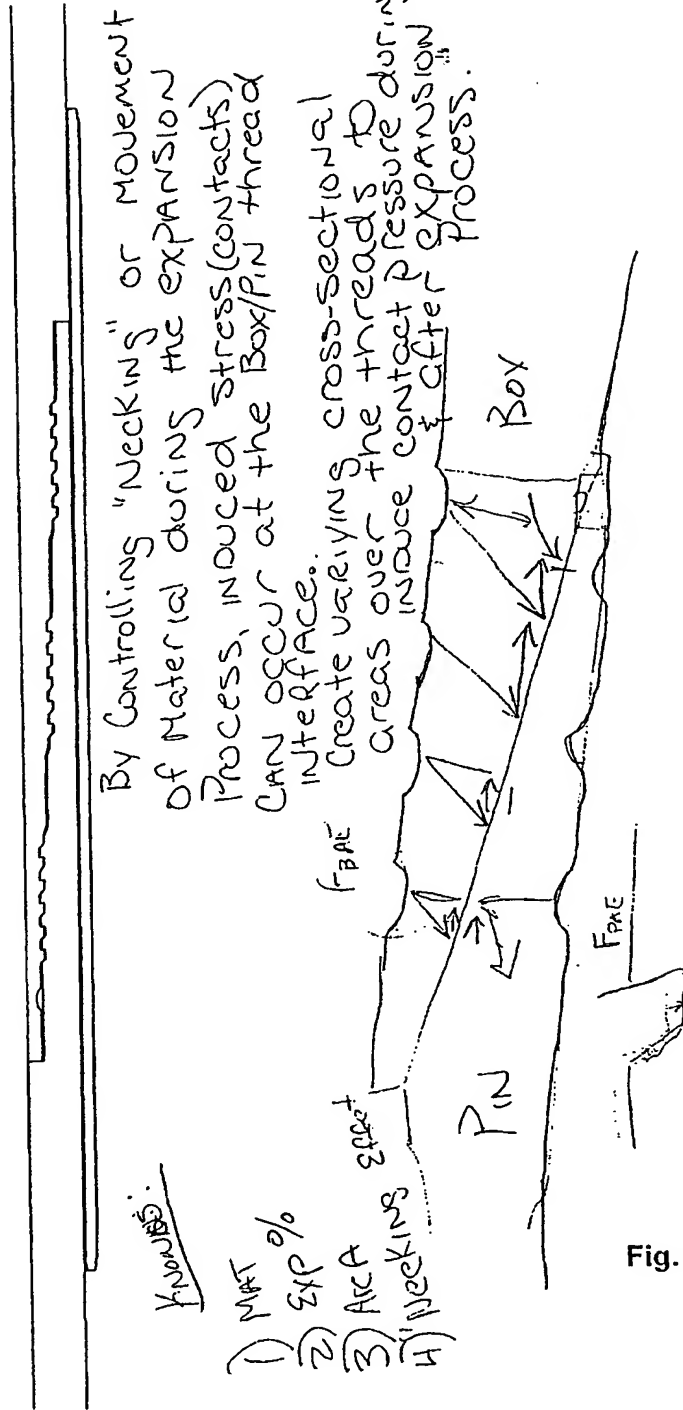 By Controlling "Necking" or Movement
of Material during the expansion
Process, induced stress (contacts)
can occur at the Box/Pin thread
interface.
Create varying cross-sectional
areas over the threads to
induce contact pressure during
& after expansion
process.
Knowns:
1) MAT
2) Exp %
3) Area
4) "Necking Effect
FBAE
Box
Pin
FPAE
Fig.